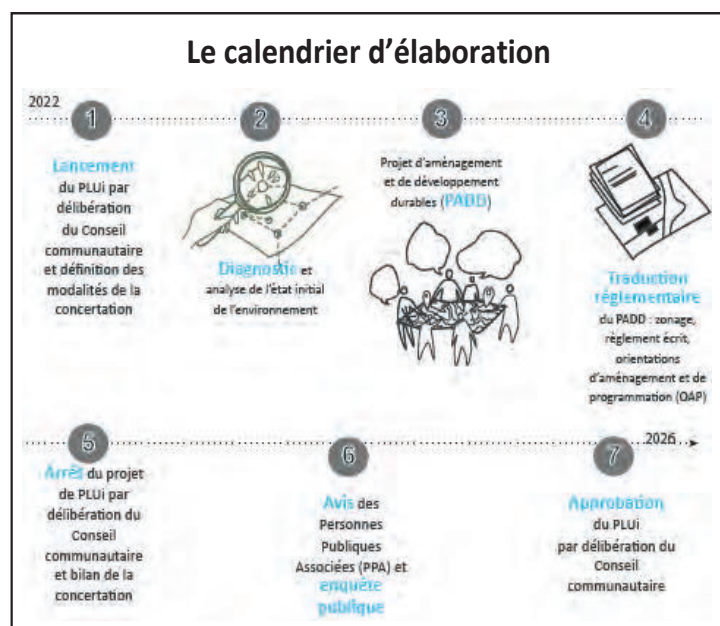 Le calendrier d'élaboration
2022
1
Lancement
du PLUi par
délibération
du Conseil
communautaire
et définition des
modalités de la
concertation
2
Diagnostic et
analyse de l'état initial
de l'environnement
3
Projet d'aménagement
et de développement
durables (PADD)
4
Traduction
réglementaire
du PADD : zonage,
règlement écrit,
orientations
d'aménagement et de
programmation (OAP)
5
Arrêt du projet
de PLUi par
délibération du
Conseil
communautaire
et bilan de la
concertation
6
Avis des
Personnes
Publiques
Associées (PPA) et
enquête
publique
2026
7
Approbation
du PLUi
par délibération du
Conseil
communautaire